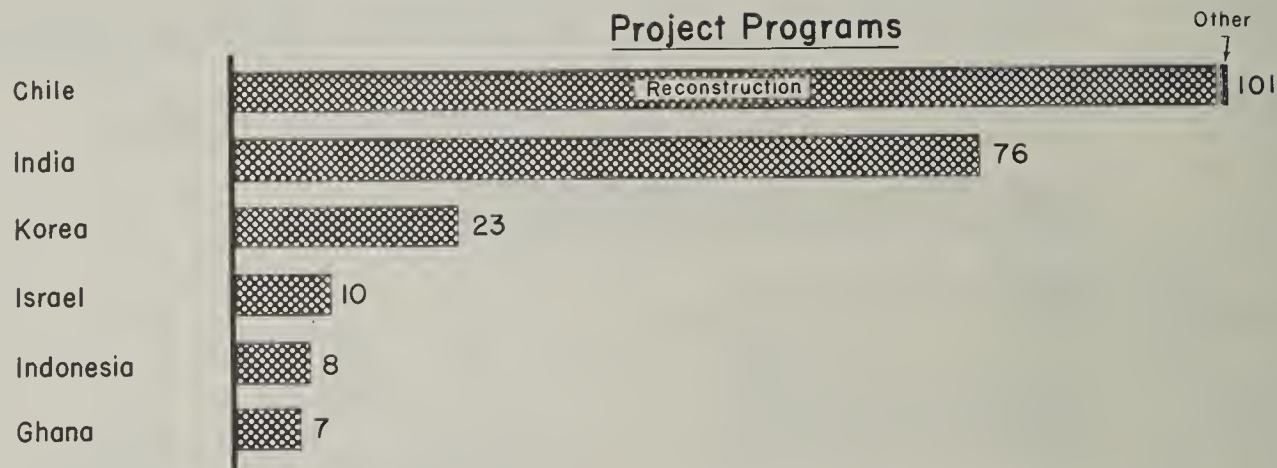 Project Programs
Other
Chile
Reconstruction
101
India
76
Korea
23
Israel
10
Indonesia
8
Ghana
7